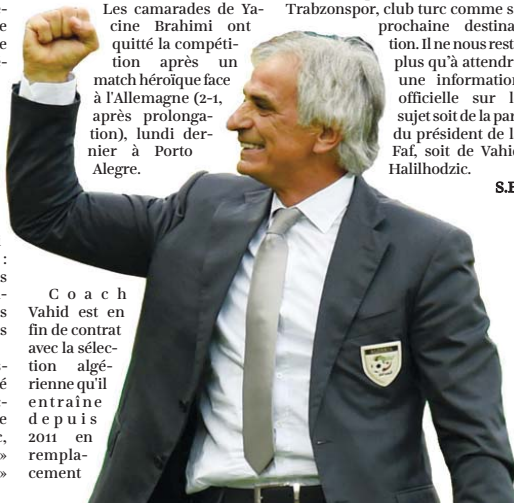 Les camarades de Ya-
cine Brahimi ont
quitté la compéti-
tion après un
match héroïque face
à l'Allemagne (2-1,
après prolonga-
tion), lundi der-
nier à Porto
Alegre.
Coach
Vahid est en
fin de contrat
avec la sélec-
tion algé-
rienne qu'il
entraîne
depuis
2011 en
rempla-
cement
Trabzonspor, club turc comme s
prochaine destina
tion. Il ne nous rest
plus qu'à attendr
une information
officielle sur l
sujet soit de la par
du président de l
Faf, soit de Vahid
Halilhodzic.
S.B